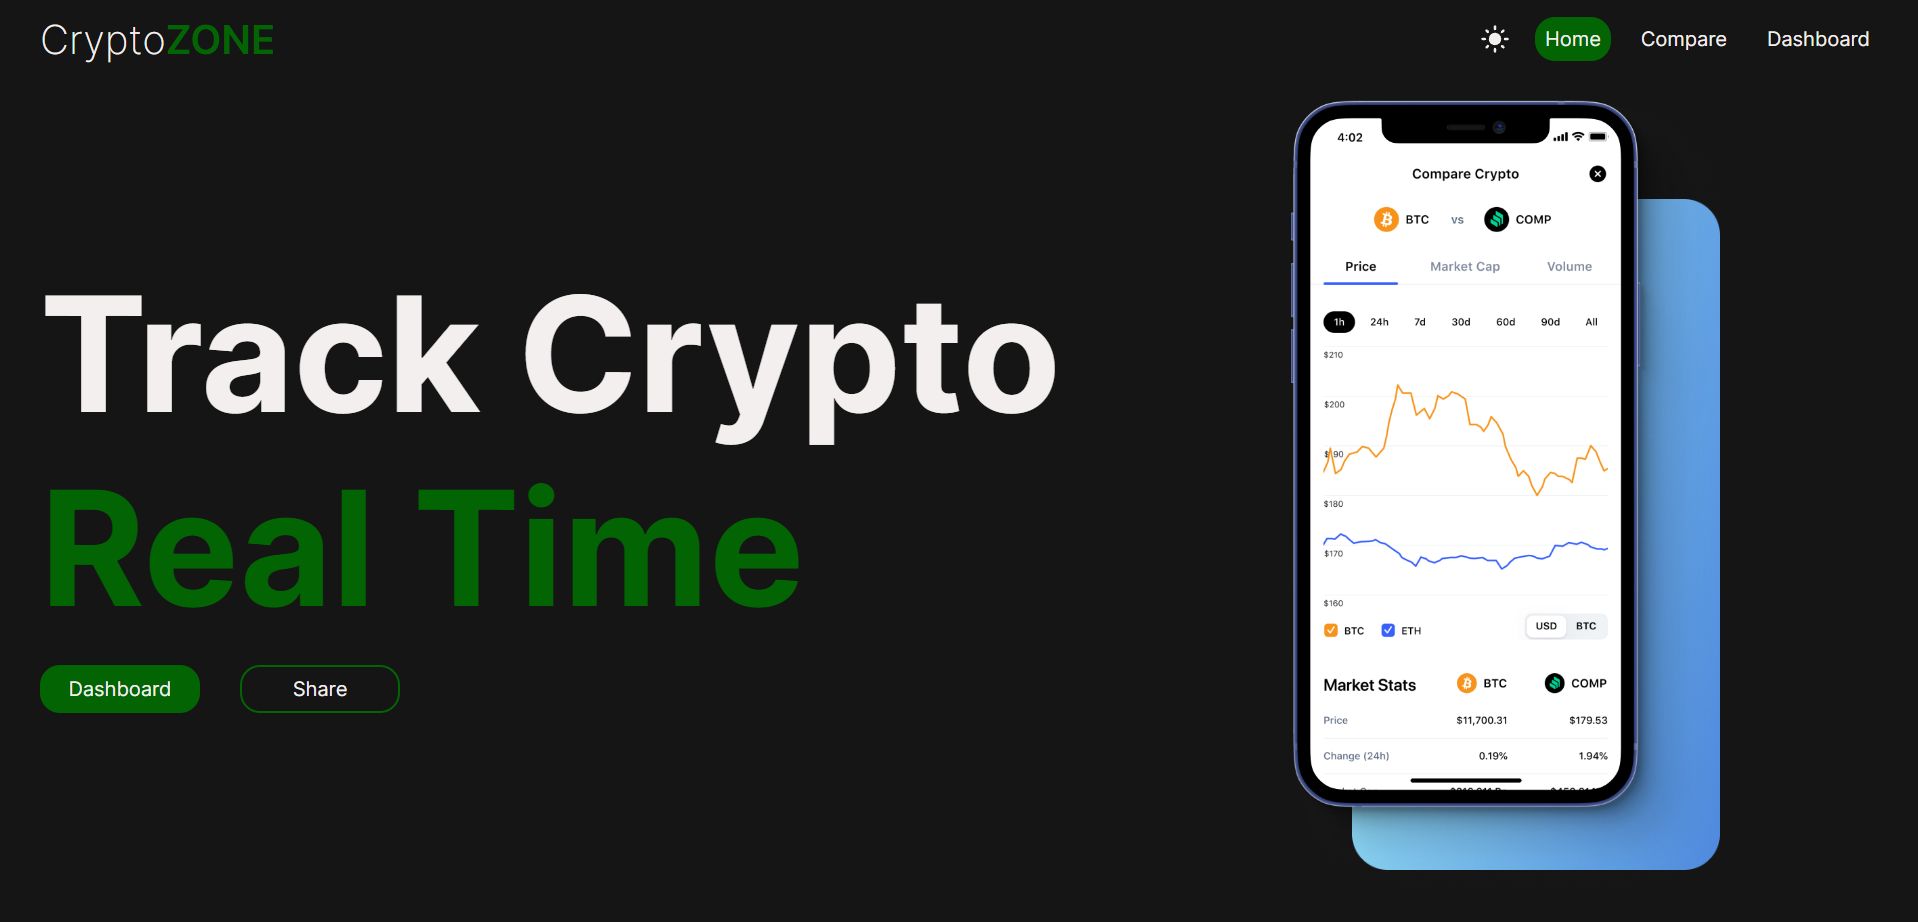 CryptoZONE
Home Compare Dashboard
Track Crypto
Real Time
Dashboard Share
4:02
Compare Crypto
BTC vs COMP
Price Market Cap Volume
1h 24h 7d 30d 60d 90d All
$210
$200
$190
$180
$170
$160
BTC ETH USD BTC
Market Stats BTC COMP
Price $11,700.31 $179.53
Change (24h) 0.19% 1.94%